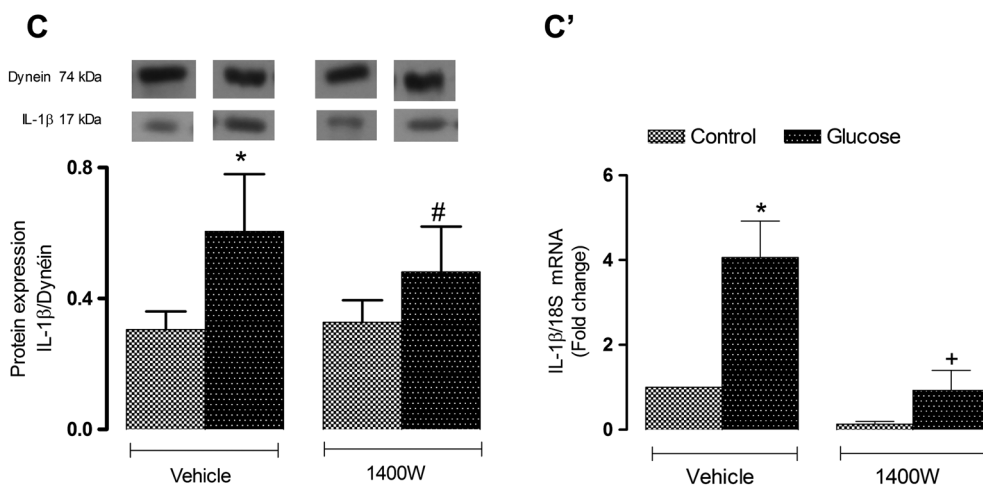 C
Dynein 74 kDa
IL-1β 17 kDa
Protein expression
IL-1β/Dynéin
0.8
0.4
0.0
*
#
Vehicle
1400W
C'
Control
Glucose
IL-1β/18S mRNA
(Fold change)
6
4
2
0
*
+
Vehicle
1400W